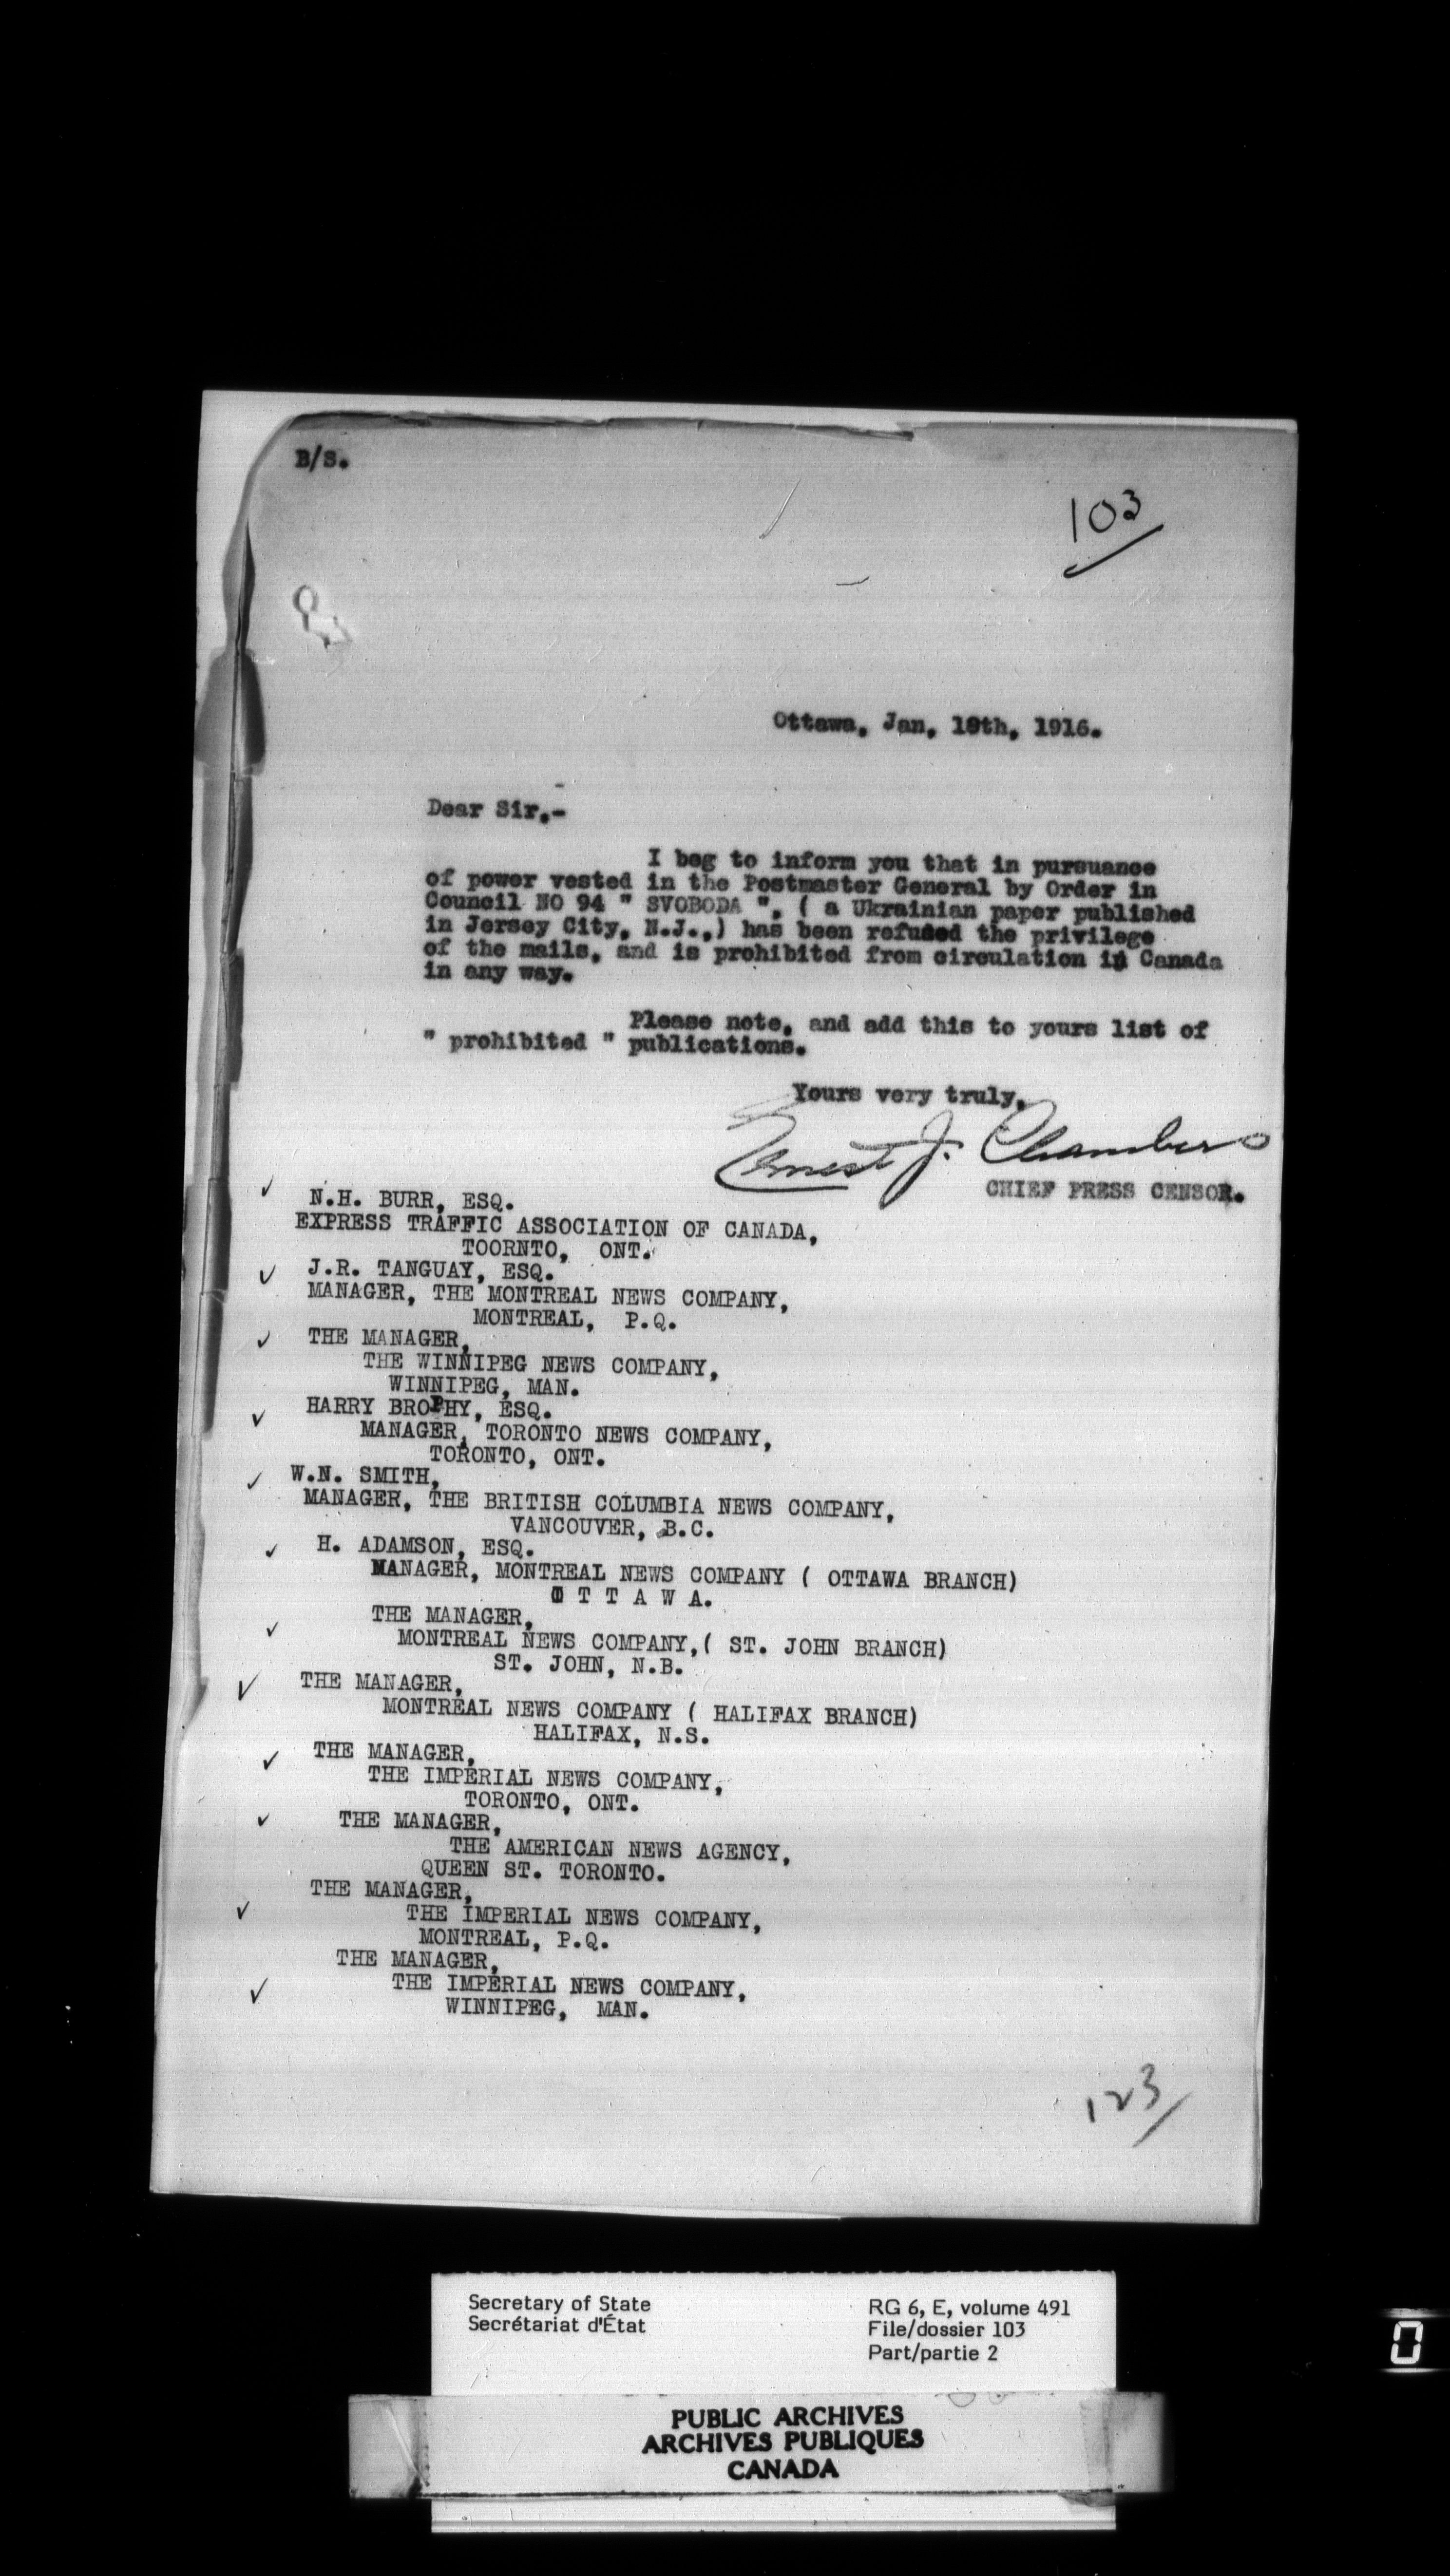 B/S.
103
Ottawa, Jan, 19th, 1916.
Dear Sir,-
I beg to inform you that in pursuance
of power vested in the Postmaster General by Order in
Council NO 94 " SVOBODA ", ( a Ukrainian paper published
in Jersey City, N.J.,) has been refused the privilege
of the mails, and is prohibited from circulation in Canada
in any way.
Please note, and add this to yours list of
" prohibited " publications.
Yours very truly,
Ernest J. Chambers
CHIEF PRESS CENSOR.
✓ N.H. BURR, ESQ.
EXPRESS TRAFFIC ASSOCIATION OF CANADA,
TOORNTO, ONT.
✓ J.R. TANGUAY, ESQ.
MANAGER, THE MONTREAL NEWS COMPANY,
MONTREAL, P.Q.
✓ THE MANAGER,
THE WINNIPEG NEWS COMPANY,
WINNIPEG, MAN.
✓ HARRY BROPHY, ESQ.
MANAGER, TORONTO NEWS COMPANY,
TORONTO, ONT.
✓ W.N. SMITH,
MANAGER, THE BRITISH COLUMBIA NEWS COMPANY,
VANCOUVER, B.C.
✓ H. ADAMSON, ESQ.
MANAGER, MONTREAL NEWS COMPANY ( OTTAWA BRANCH)
O T T A W A.
✓ THE MANAGER,
MONTREAL NEWS COMPANY,( ST. JOHN BRANCH)
ST. JOHN, N.B.
✓ THE MANAGER,
MONTREAL NEWS COMPANY ( HALIFAX BRANCH)
HALIFAX, N.S.
✓ THE MANAGER,
THE IMPERIAL NEWS COMPANY,
TORONTO, ONT.
✓ THE MANAGER,
THE AMERICAN NEWS AGENCY,
QUEEN ST. TORONTO.
THE MANAGER,
✓ THE IMPERIAL NEWS COMPANY,
MONTREAL, P.Q.
THE MANAGER,
✓ THE IMPERIAL NEWS COMPANY,
WINNIPEG, MAN.
123
Secretary of State
Secrétariat d'État
RG 6, E, volume 491
File/dossier 103
Part/partie 2
PUBLIC ARCHIVES
ARCHIVES PUBLIQUES
CANADA
0